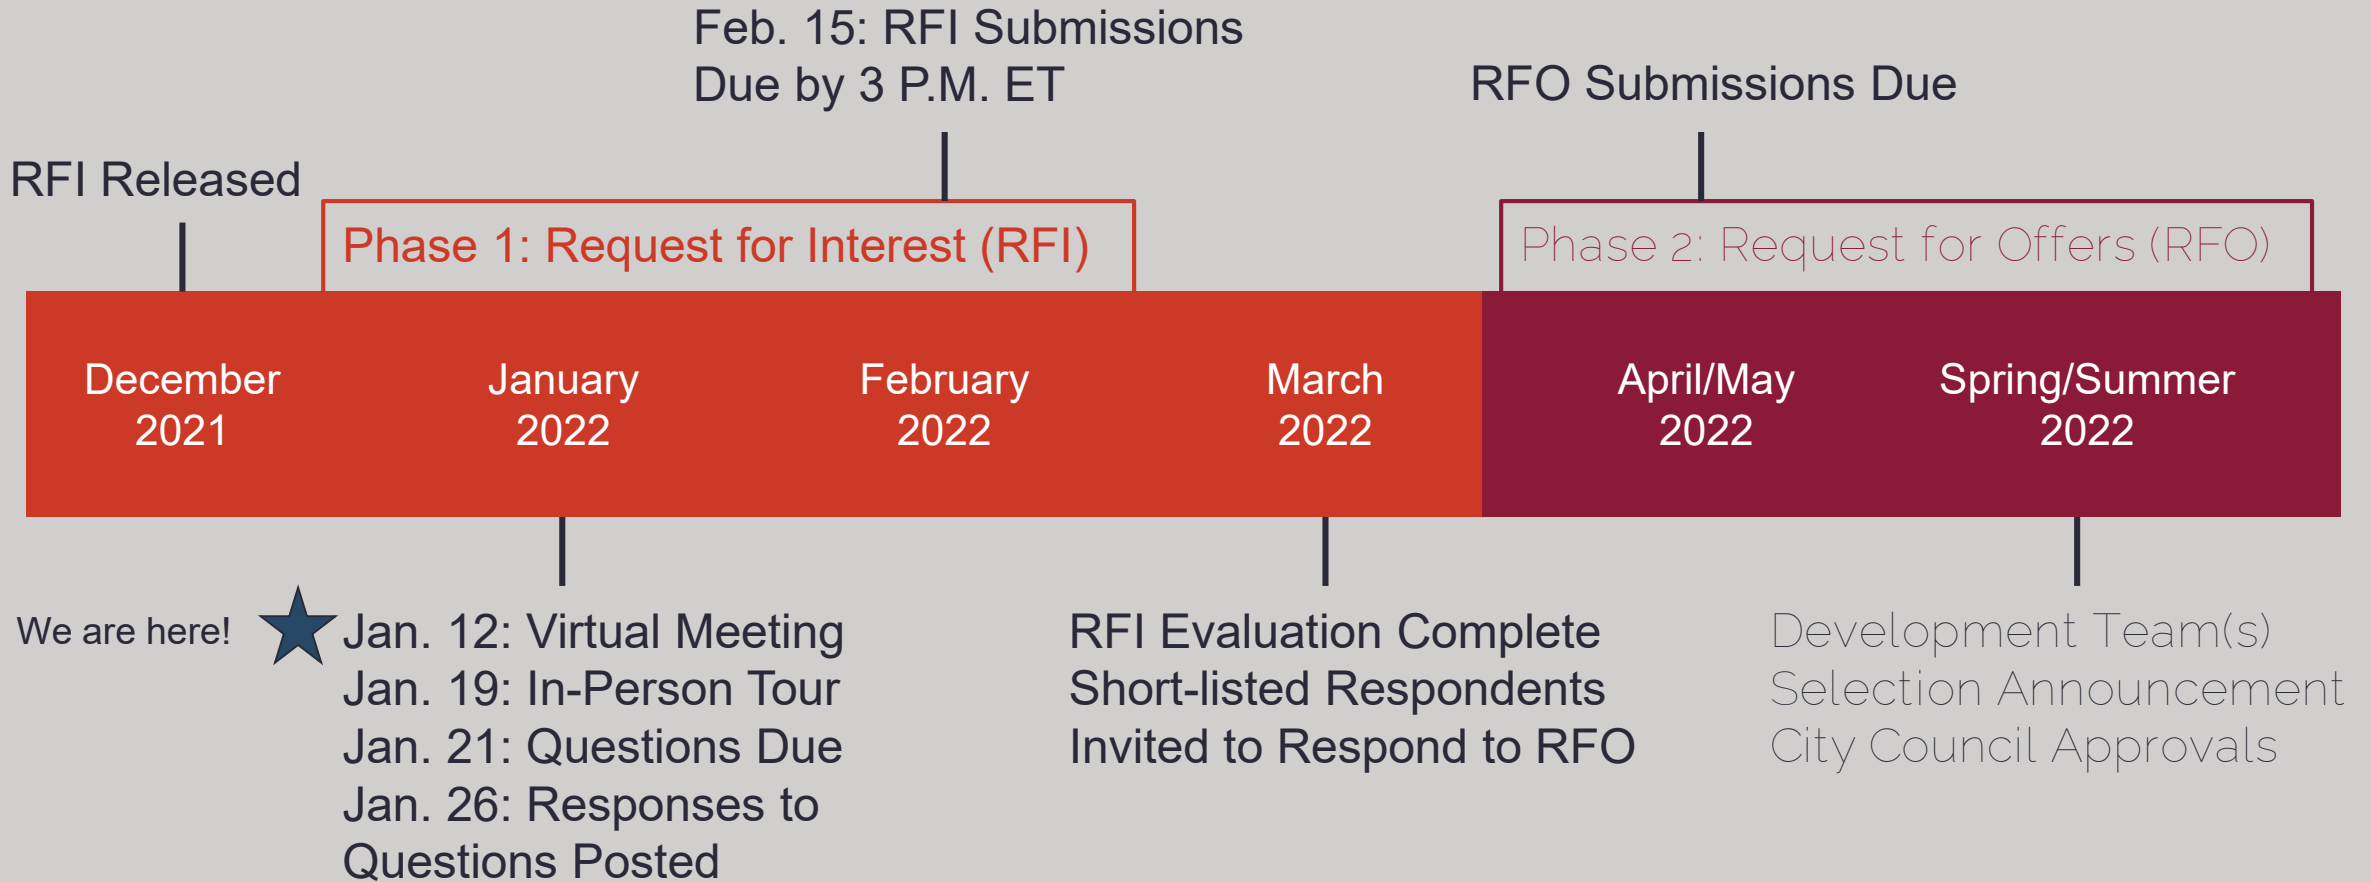 Feb. 15: RFI Submissions
Due by 3 P.M. ET
RFO Submissions Due
RFI Released
Phase 1: Request for Interest (RFI)
Phase 2: Request for Offers (RFO)
December
2021
January
2022
February
2022
March
2022
April/May
2022
Spring/Summer
2022
We are here!
Jan. 12: Virtual Meeting
Jan. 19: In-Person Tour
Jan. 21: Questions Due
Jan. 26: Responses to
Questions Posted
RFI Evaluation Complete
Short-listed Respondents
Invited to Respond to RFO
Development Team(s)
Selection Announcement
City Council Approvals